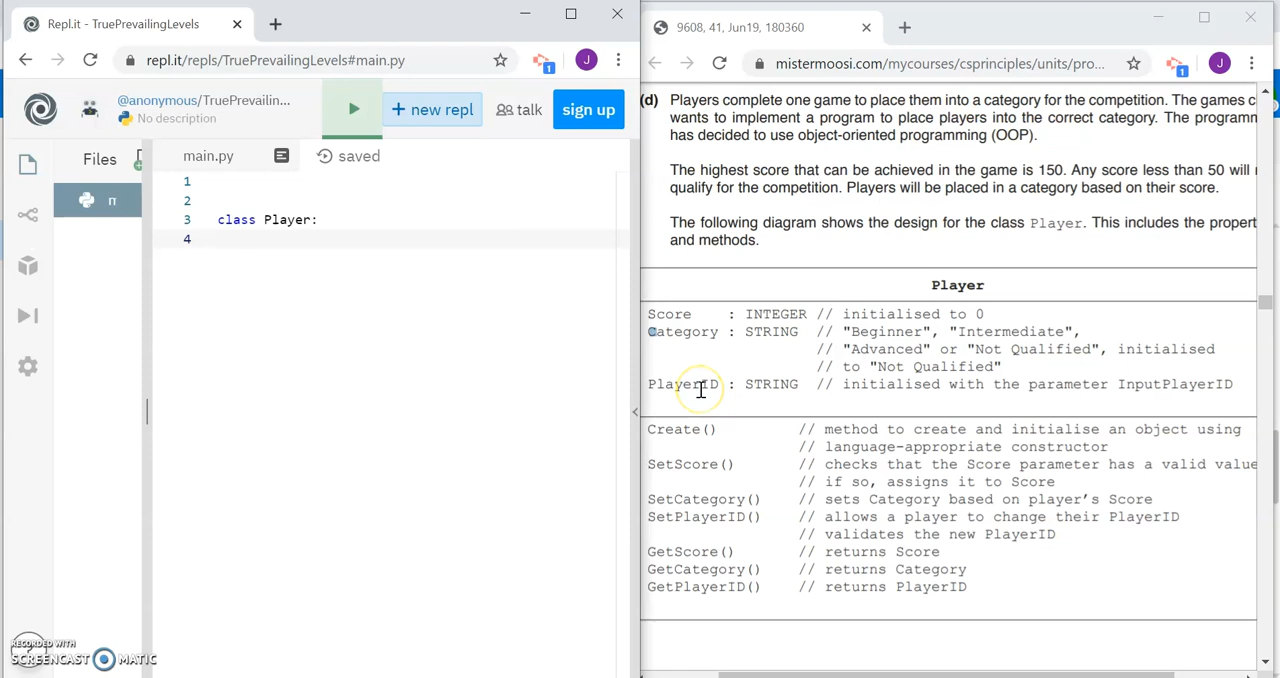 Repl.it - TruePrevailingLevels
repl.it/repls/TruePrevailingLevels#main.py
1
J
@anonymous/TruePrevailin...
No description
+ new repl
talk
sign up
Files
main.py
saved
1
2
3 class Player:
4
?
RECORDED WITH
SCREENCAST MATIC
9608, 41, Jun19, 180360
mistermoosi.com/mycourses/csprinciples/units/pro...
1
J
(d) Players complete one game to place them into a category for the competition. The games c
wants to implement a program to place players into the correct category. The programm
has decided to use object-oriented programming (OOP).
The highest score that can be achieved in the game is 150. Any score less than 50 will
qualify for the competition. Players will be placed in a category based on their score.
The following diagram shows the design for the class Player. This includes the propert
and methods.
Player
Score : INTEGER // initialised to 0
Category : STRING // "Beginner", "Intermediate",
// "Advanced" or "Not Qualified", initialised
// to "Not Qualified"
PlayerID : STRING // initialised with the parameter InputPlayerID
Create() // method to create and initialise an object using
// language-appropriate constructor
SetScore() // checks that the Score parameter has a valid value
// if so, assigns it to Score
SetCategory() // sets Category based on player's Score
SetPlayerID() // allows a player to change their PlayerID
// validates the new PlayerID
GetScore() // returns Score
GetCategory() // returns Category
GetPlayerID() // returns PlayerID